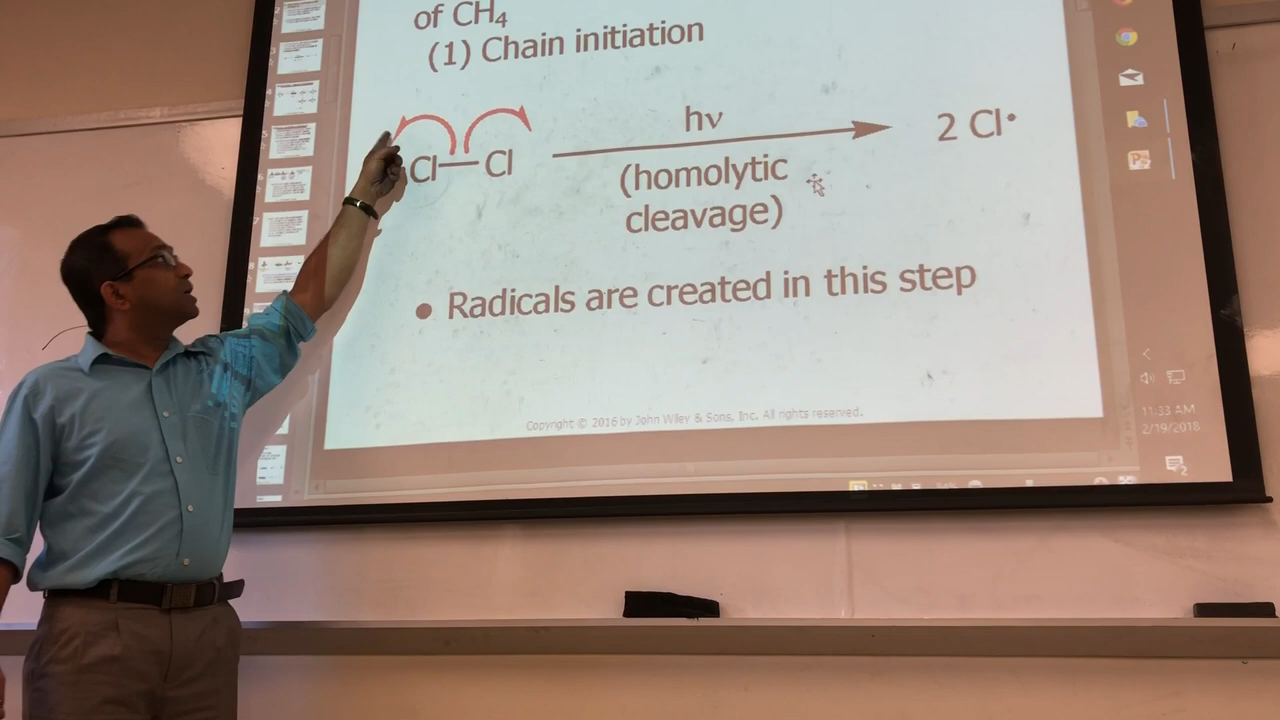 of CH₄
(1) Chain initiation
Cl—Cl
hν
2 Cl•
(homolytic
cleavage)
• Radicals are created in this step
Copyright © 2016 by John Wiley & Sons, Inc. All rights reserved.
11:33 AM
2/19/2018
2